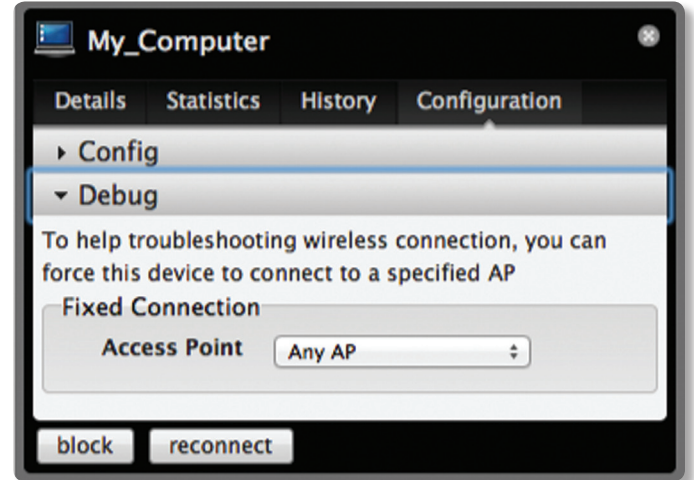 My_Computer
Details Statistics History Configuration
Config
Debug
To help troubleshooting wireless connection, you can
force this device to connect to a specified AP
Fixed Connection
Access Point Any AP
block reconnect